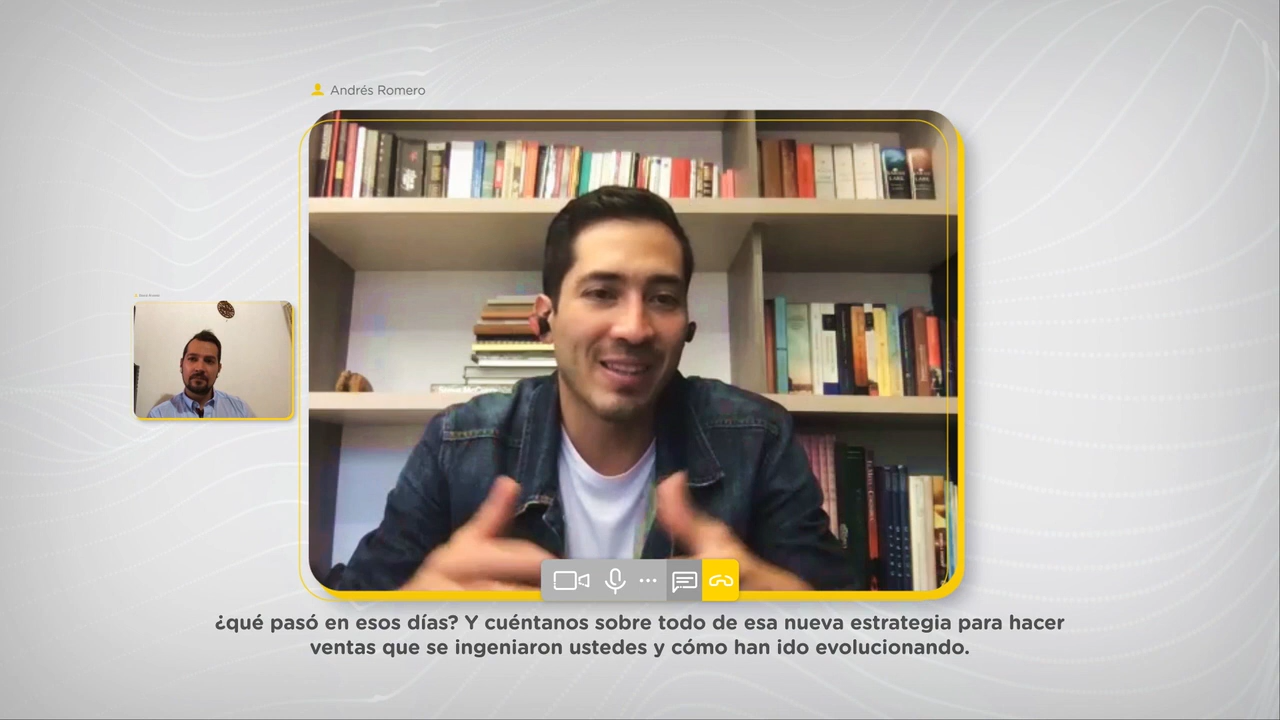 Andrés Romero
¿qué pasó en esos días? Y cuéntanos sobre todo de esa nueva estrategia para hacer
ventas que se ingeniaron ustedes y cómo han ido evolucionando.